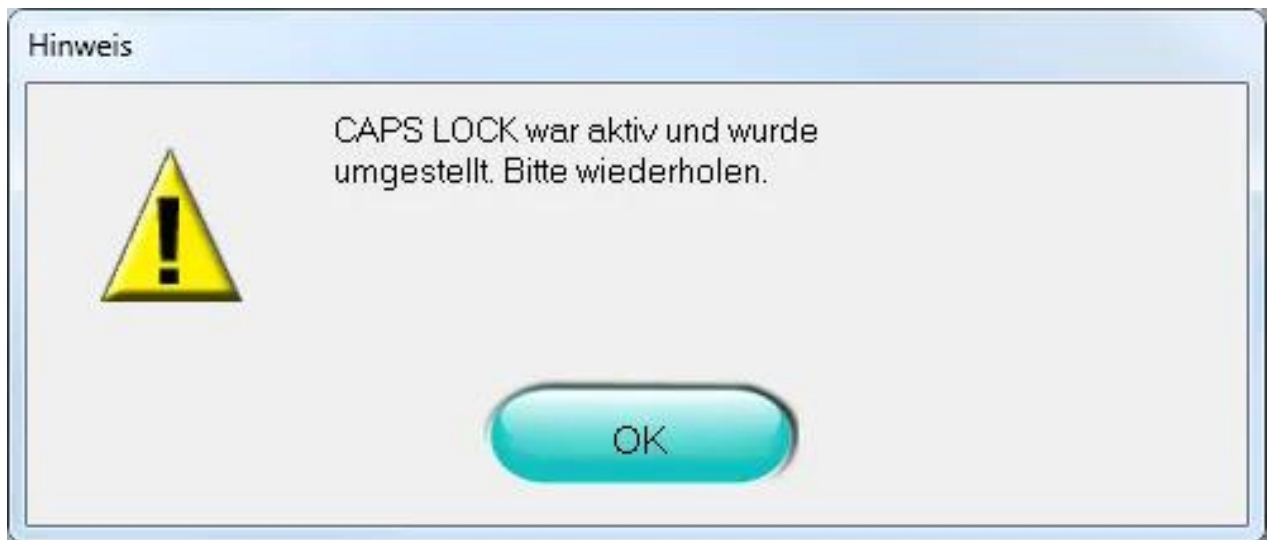 Hinweis
CAPS LOCK war aktiv und wurde
umgestellt. Bitte wiederholen.
OK